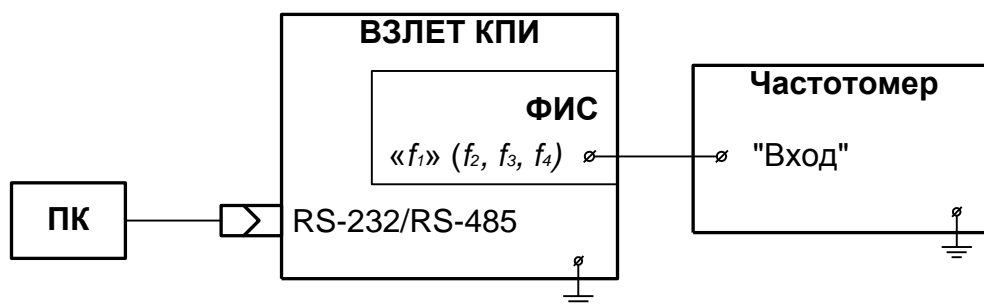 ВЗЛЕТ КПИ
ФИС
«f₁» (f₂, f₃, f₄)
Частотомер
"Вход"
ПК
RS-232/RS-485